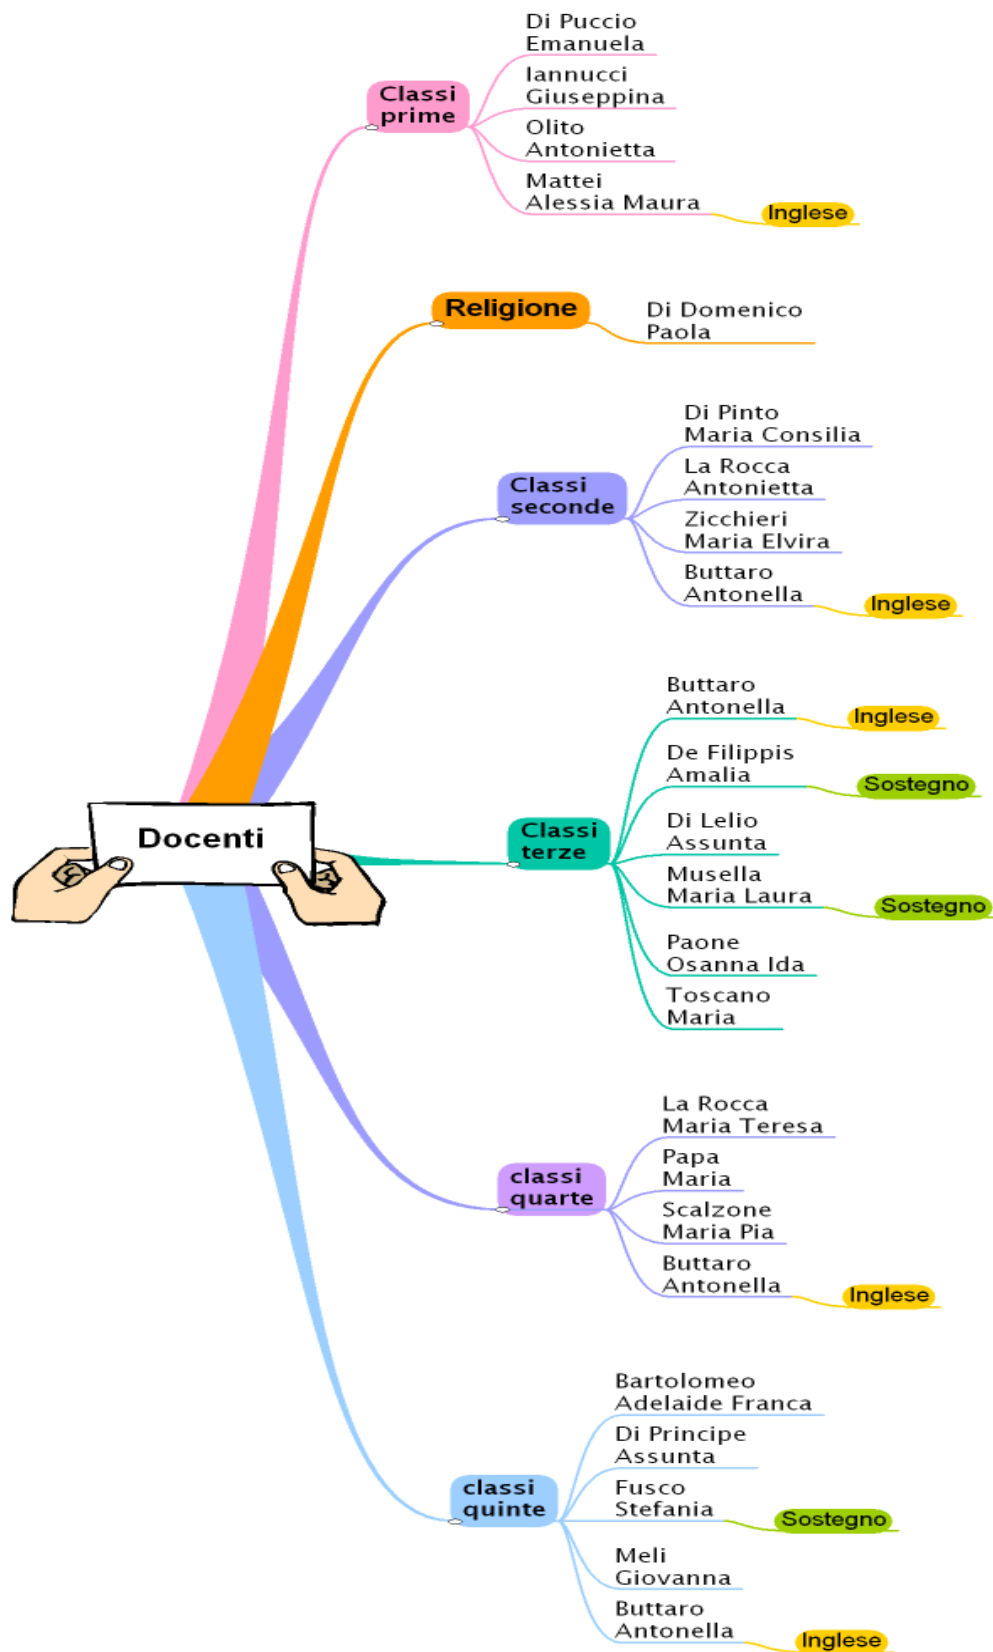 Di Puccio
Emanuela
Iannucci
Giuseppina
Classi
prime
Olito
Antonietta
Mattei
Alessia Maura
Inglese
Religione
Di Domenico
Paola
Di Pinto
Maria Consilia
La Rocca
Antonietta
Classi
seconde
Zicchieri
Maria Elvira
Buttaro
Antonella
Inglese
Buttaro
Antonella
Inglese
De Filippis
Amalia
Sostegno
Docenti
Classi
terze
Di Lelio
Assunta
Musella
Maria Laura
Sostegno
Paone
Osanna Ida
Toscano
Maria
La Rocca
Maria Teresa
Papa
Maria
classi
quarte
Scalzone
Maria Pia
Buttaro
Antonella
Inglese
Bartolomeo
Adelaide Franca
Di Principe
Assunta
classi
quinte
Fusco
Stefania
Sostegno
Meli
Giovanna
Buttaro
Antonella
Inglese